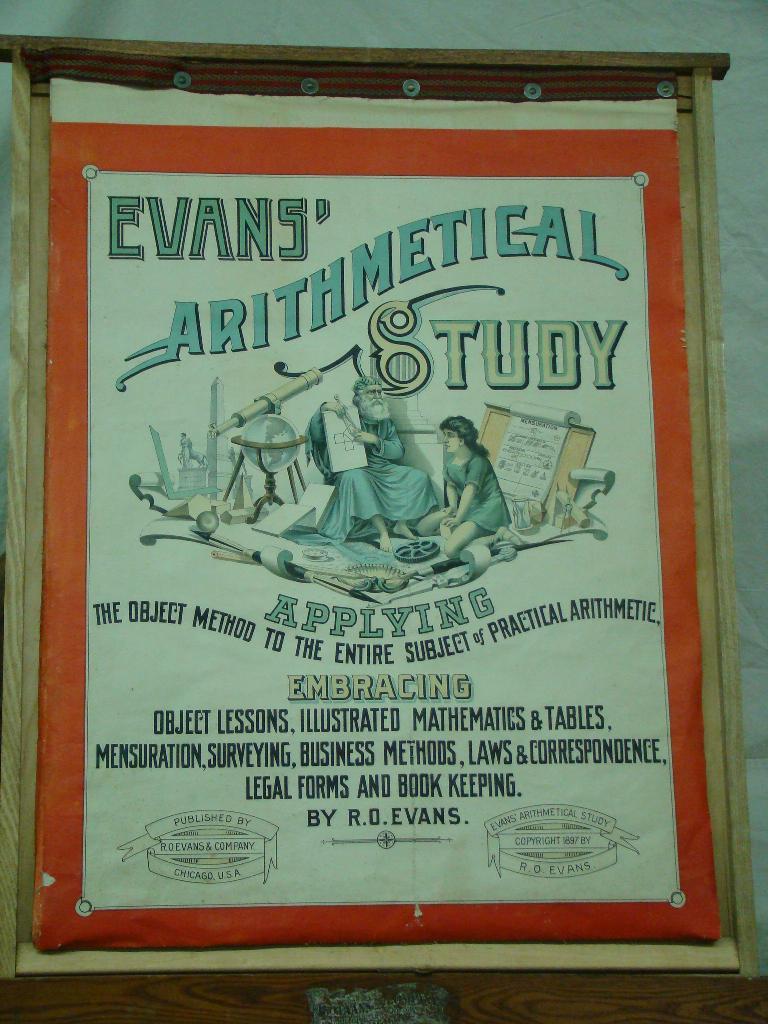 EVANS'
ARITHMETICAL
STUDY
MENSURATION
APPLYING
THE OBJECT METHOD TO THE ENTIRE SUBJECT of PRACTICAL ARITHMETIC,
EMBRACING
OBJECT LESSONS, ILLUSTRATED MATHEMATICS & TABLES,
MENSURATION, SURVEYING, BUSINESS METHODS, LAWS & CORRESPONDENCE,
LEGAL FORMS AND BOOK KEEPING.
BY R.O. EVANS.
PUBLISHED BY
R.O EVANS & COMPANY.
CHICAGO, U.S.A.
EVANS' ARITHMETICAL STUDY
COPYRIGHT 1897 BY
R. O. EVANS.